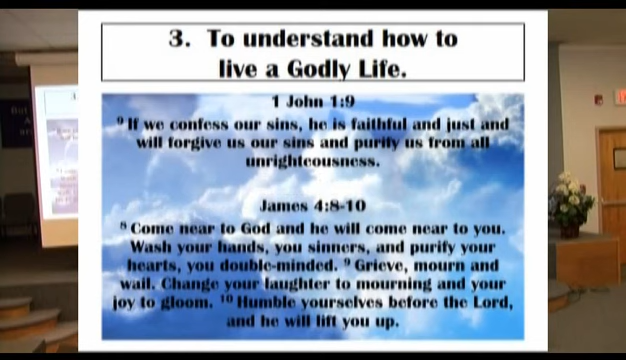 3. To understand how to
live a Godly Life.
1 John 1:9
⁹ If we confess our sins, he is faithful and just and
will forgive us our sins and purify us from all
unrighteousness.
James 4:8-10
⁸ Come near to God and he will come near to you.
Wash your hands, you sinners, and purify your
hearts, you double-minded. ⁹ Grieve, mourn and
wail. Change your laughter to mourning and your
joy to gloom. ¹⁰ Humble yourselves before the Lord,
and he will lift you up.